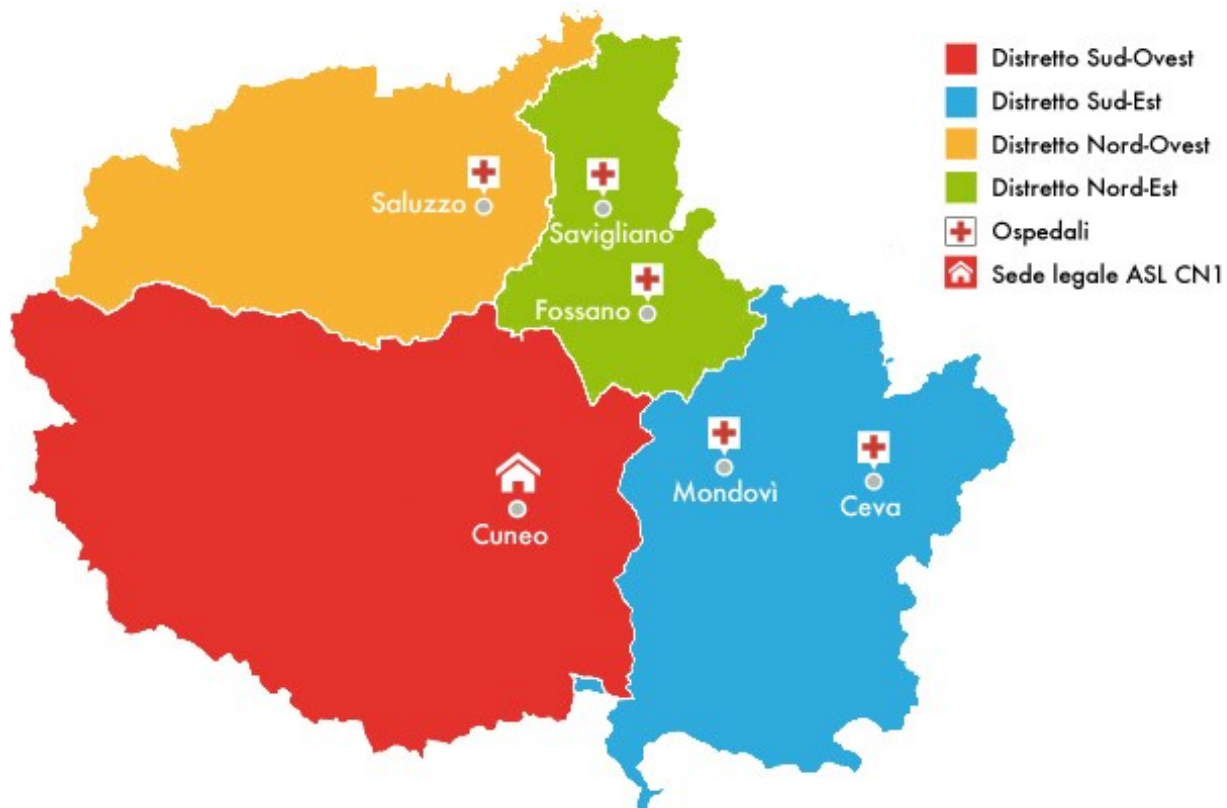 Distretto Sud-Ovest
Distretto Sud-Est
Distretto Nord-Ovest
Distretto Nord-Est
Ospedali
Sede legale ASL CN1
Saluzzo
Savigliano
Fossano
Mondovì
Ceva
Cuneo